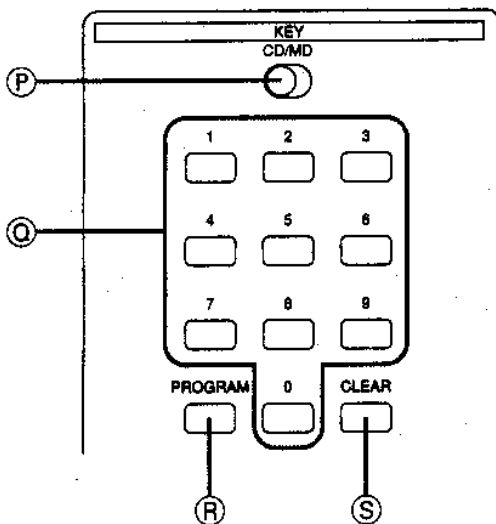 KEY
CD/MD
P
1 2 3
Q
4 5 6
7 8 9
PROGRAM 0 CLEAR
R S